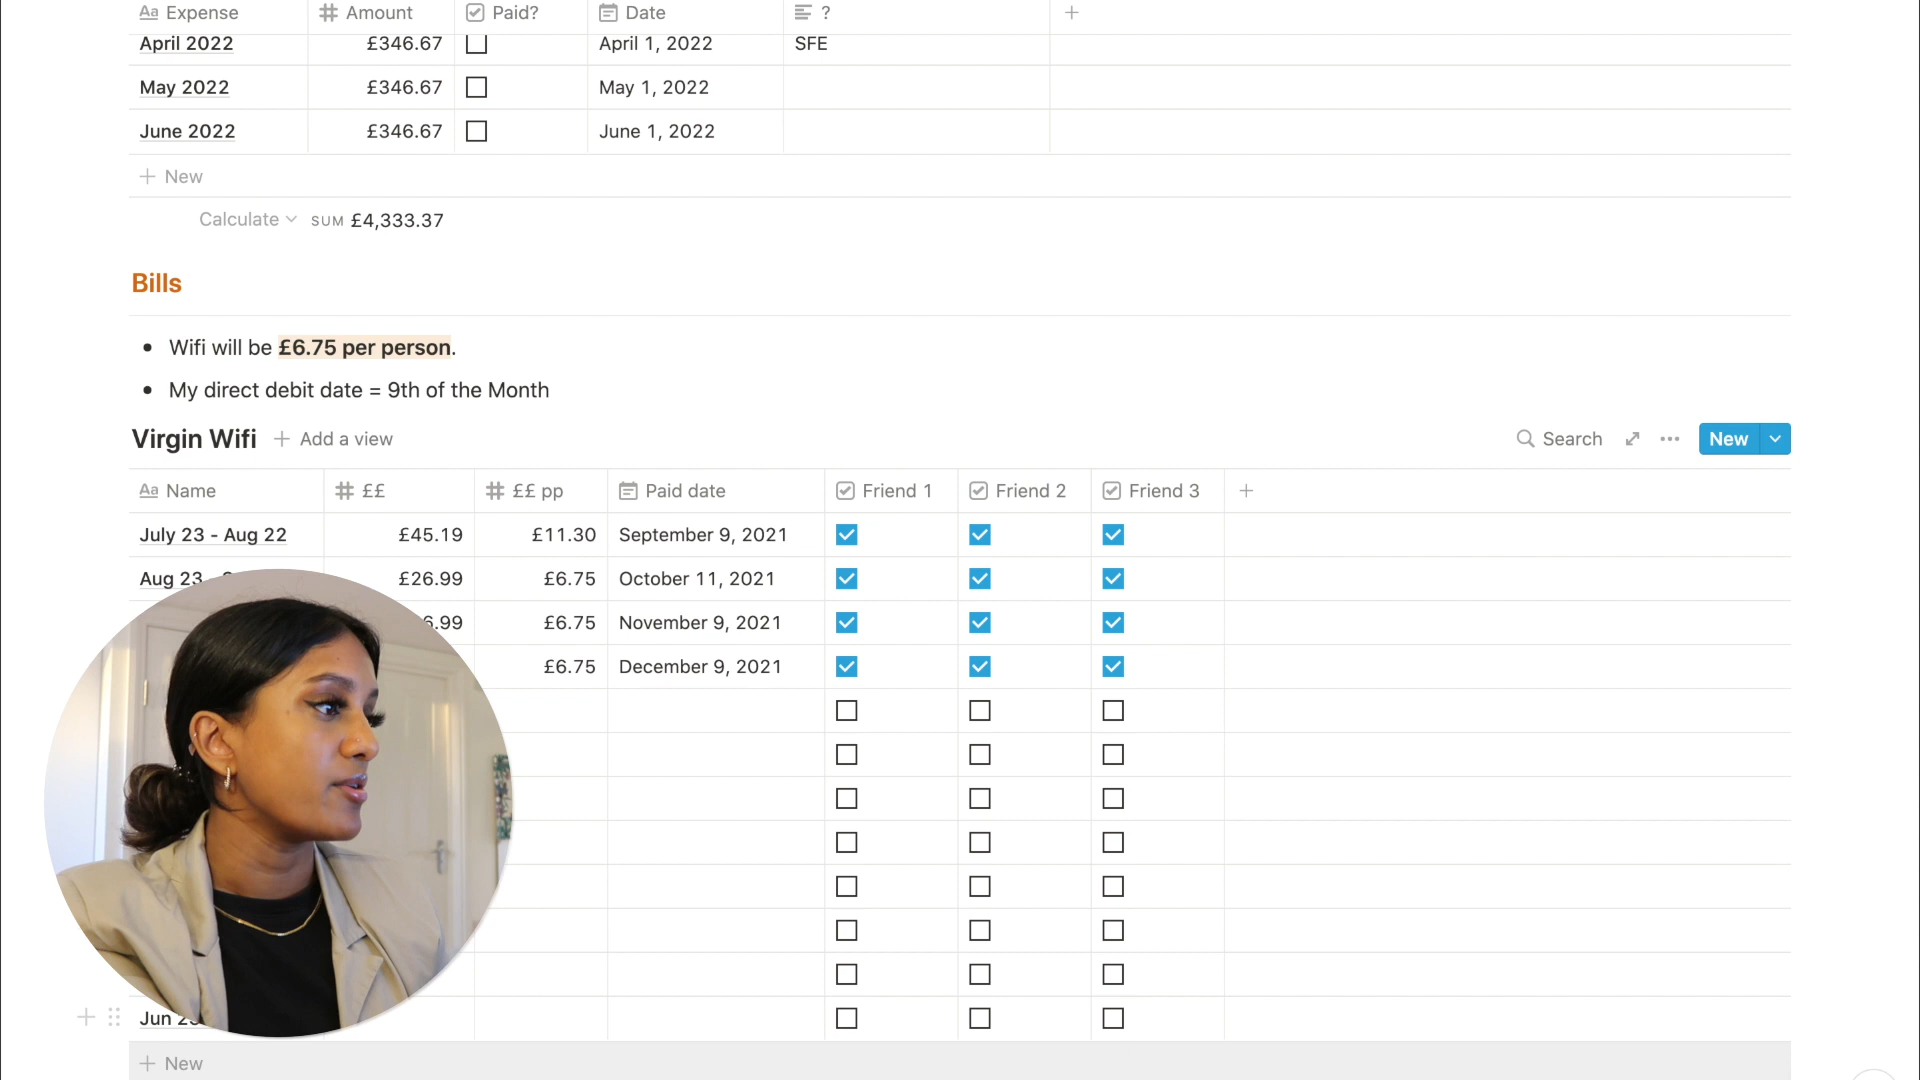 Aa Expense Amount Paid? Date ?
April 2022 £346.67 April 1, 2022 SFE
May 2022 £346.67 May 1, 2022
June 2022 £346.67 June 1, 2022
+ New
Calculate SUM £4,333.37
Bills
• Wifi will be £6.75 per person.
• My direct debit date = 9th of the Month
Virgin Wifi + Add a view Search New
Aa Name ££ ££ pp Paid date Friend 1 Friend 2 Friend 3
July 23 - Aug 22 £45.19 £11.30 September 9, 2021
Aug 23 £26.99 £6.75 October 11, 2021
6.99 £6.75 November 9, 2021
£6.75 December 9, 2021
Jun
+ New